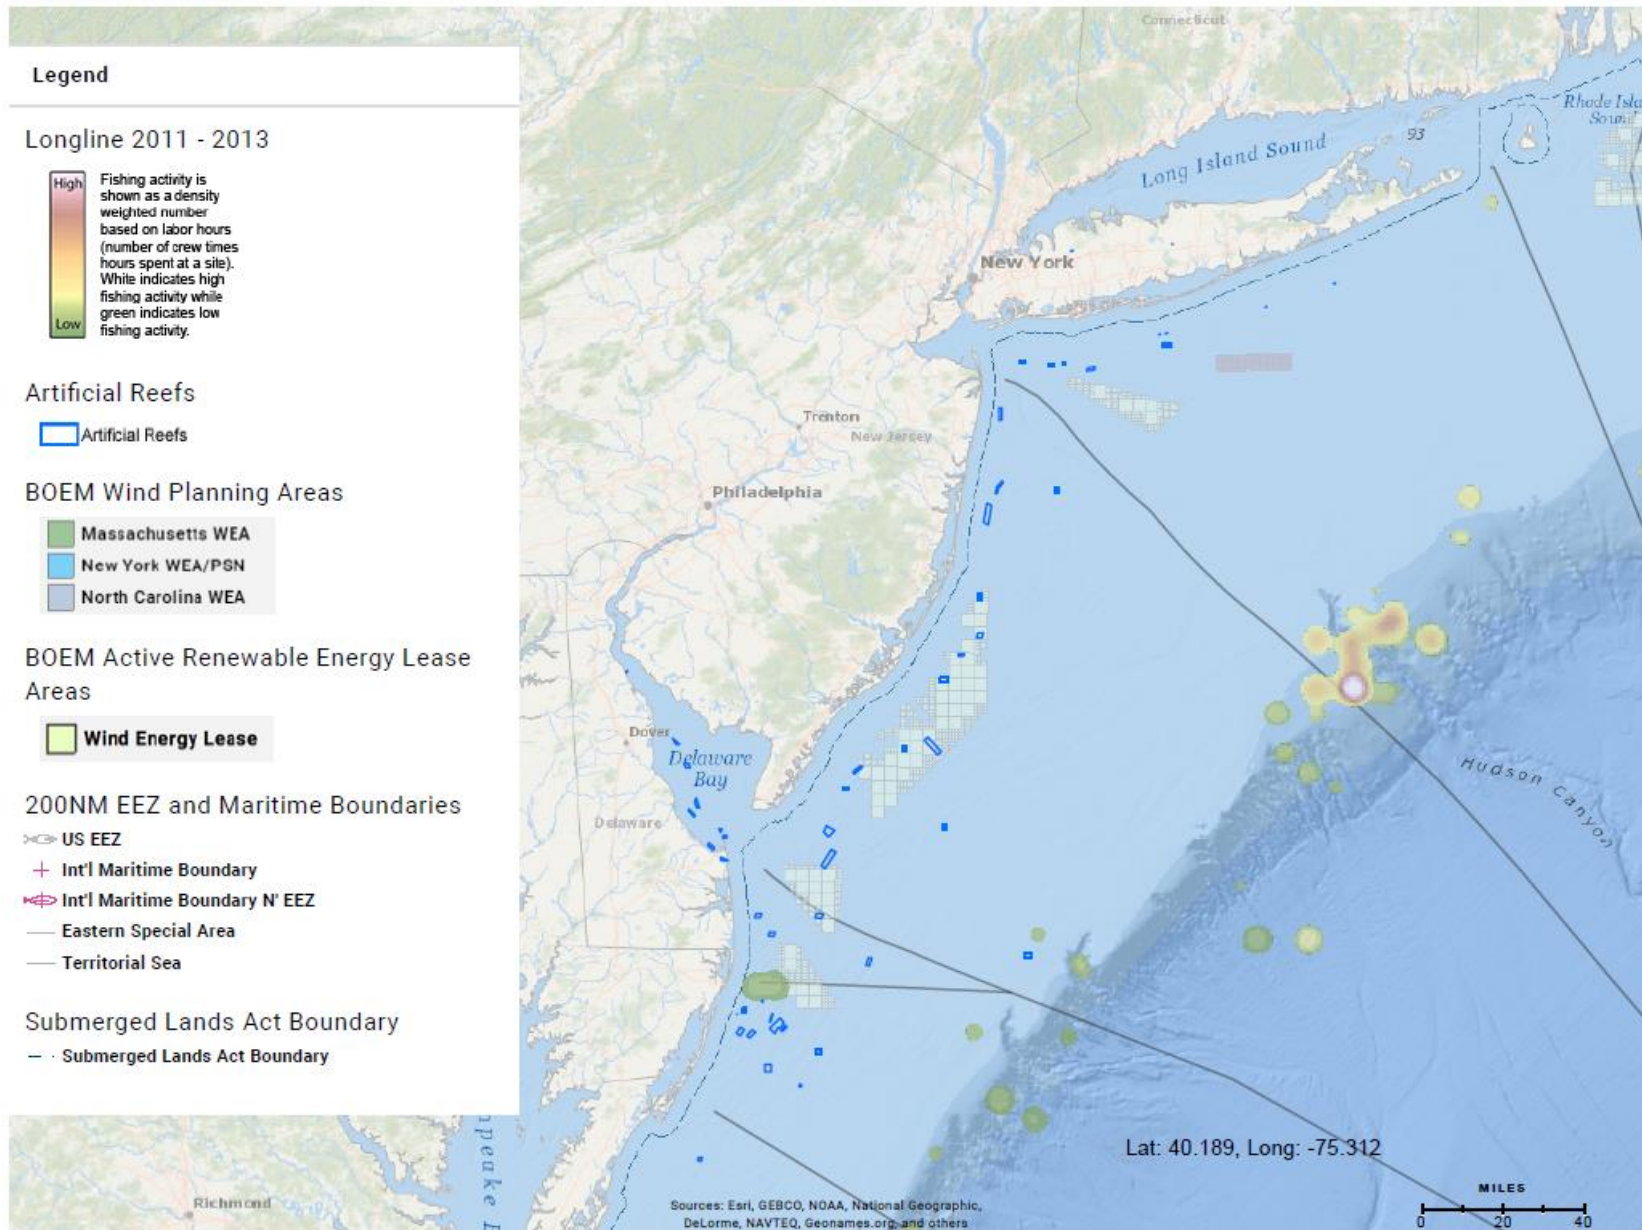 Legend
Longline 2011 - 2013
High
Low
Fishing activity is
shown as a density
weighted number
based on labor hours
(number of crew times
hours spent at a site).
White indicates high
fishing activity while
green indicates low
fishing activity.
Artificial Reefs
Artificial Reefs
BOEM Wind Planning Areas
Massachusetts WEA
New York WEA/PSN
North Carolina WEA
BOEM Active Renewable Energy Lease
Areas
Wind Energy Lease
200NM EEZ and Maritime Boundaries
US EEZ
Int'l Maritime Boundary
Int'l Maritime Boundary N' EEZ
Eastern Special Area
Territorial Sea
Submerged Lands Act Boundary
Submerged Lands Act Boundary
Connecticut
Rhode Isla
Sound
93
Long Island Sound
New York
Trenton
New Jersey
Philadelphia
Dover
Delaware
Bay
Delaware
Hudson Canyon
Lat: 40.189, Long: -75.312
Richmond
Sources: Esri, GEBCO, NOAA, National Geographic,
DeLorme, NAVTEQ, Geonames.org, and others
MILES
0 20 40